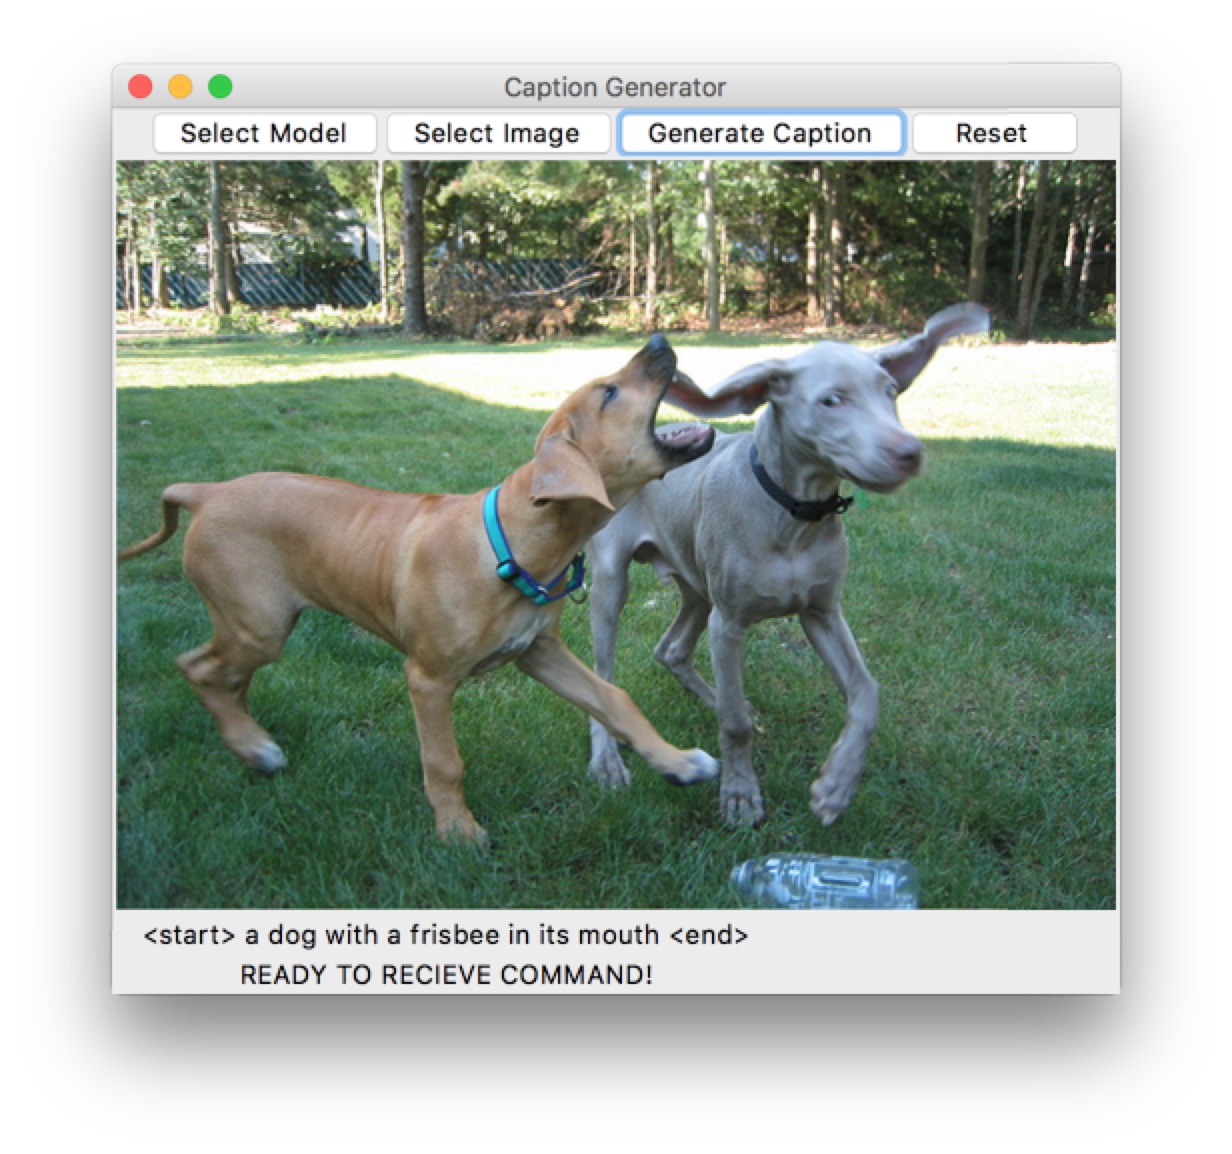 Caption Generator
Select Model Select Image Generate Caption Reset
<start> a dog with a frisbee in its mouth <end>
READY TO RECIEVE COMMAND!